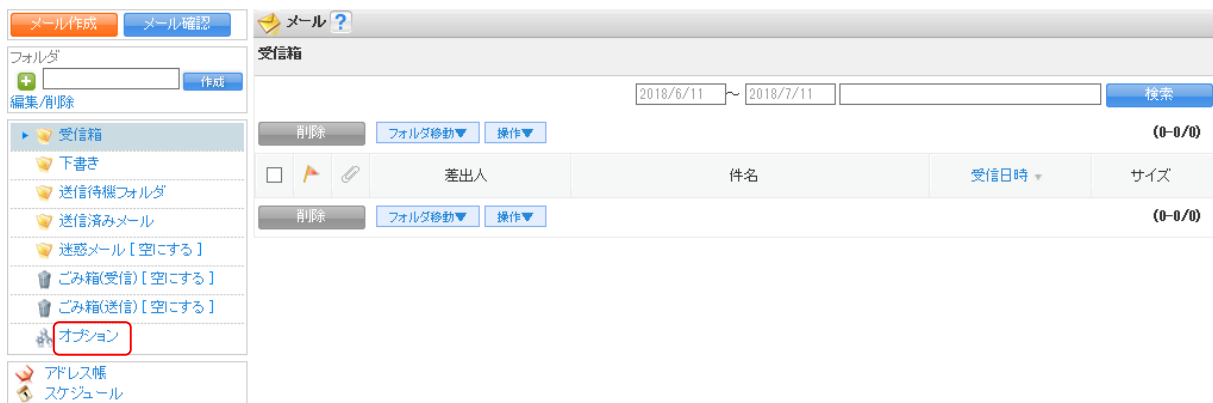 メール作成 メール確認
フォルダ
作成
編集/削除
受信箱
下書き
送信待機フォルダ
送信済みメール
迷惑メール [ 空にする ]
ごみ箱(受信) [ 空にする ]
ごみ箱(送信) [ 空にする ]
オプション
アドレス帳
スケジュール
メール ?
受信箱
2018/6/11 ～ 2018/7/11 検索
削除 フォルダ移動▼ 操作▼ (0-0/0)
差出人 件名 受信日時 ▼ サイズ
削除 フォルダ移動▼ 操作▼ (0-0/0)